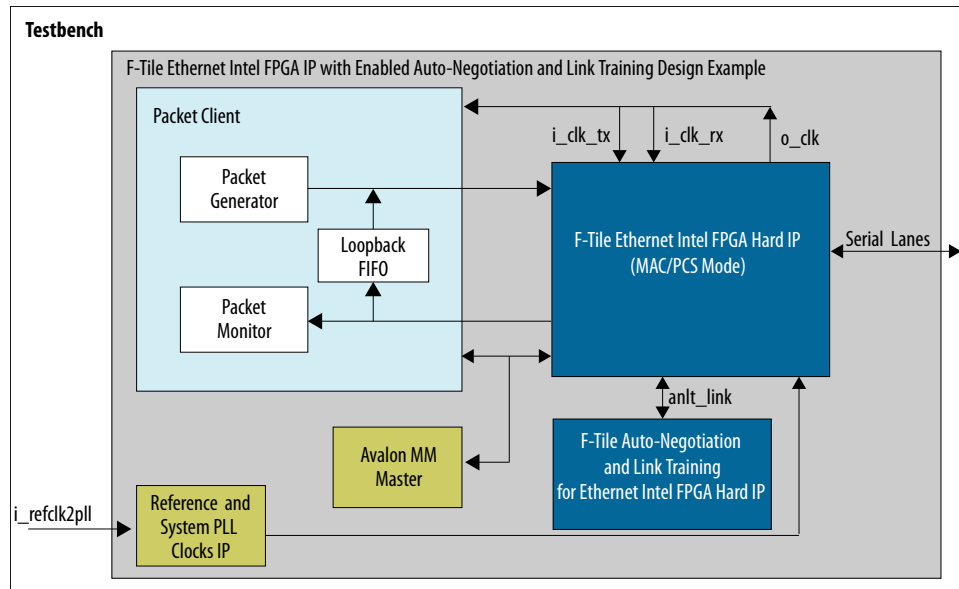 Testbench
F-Tile Ethernet Intel FPGA IP with Enabled Auto-Negotiation and Link Training Design Example
Packet Client
i_clk_tx
i_clk_rx
o_clk
Packet
Generator
Loopback
FIFO
Packet
Monitor
F-Tile Ethernet Intel FPGA Hard IP
(MAC/PCS Mode)
Serial Lanes
anlt_link
Avalon MM
Master
F-Tile Auto-Negotiation
and Link Training
for Ethernet Intel FPGA Hard IP
i_refclk2pll
Reference and
System PLL
Clocks IP